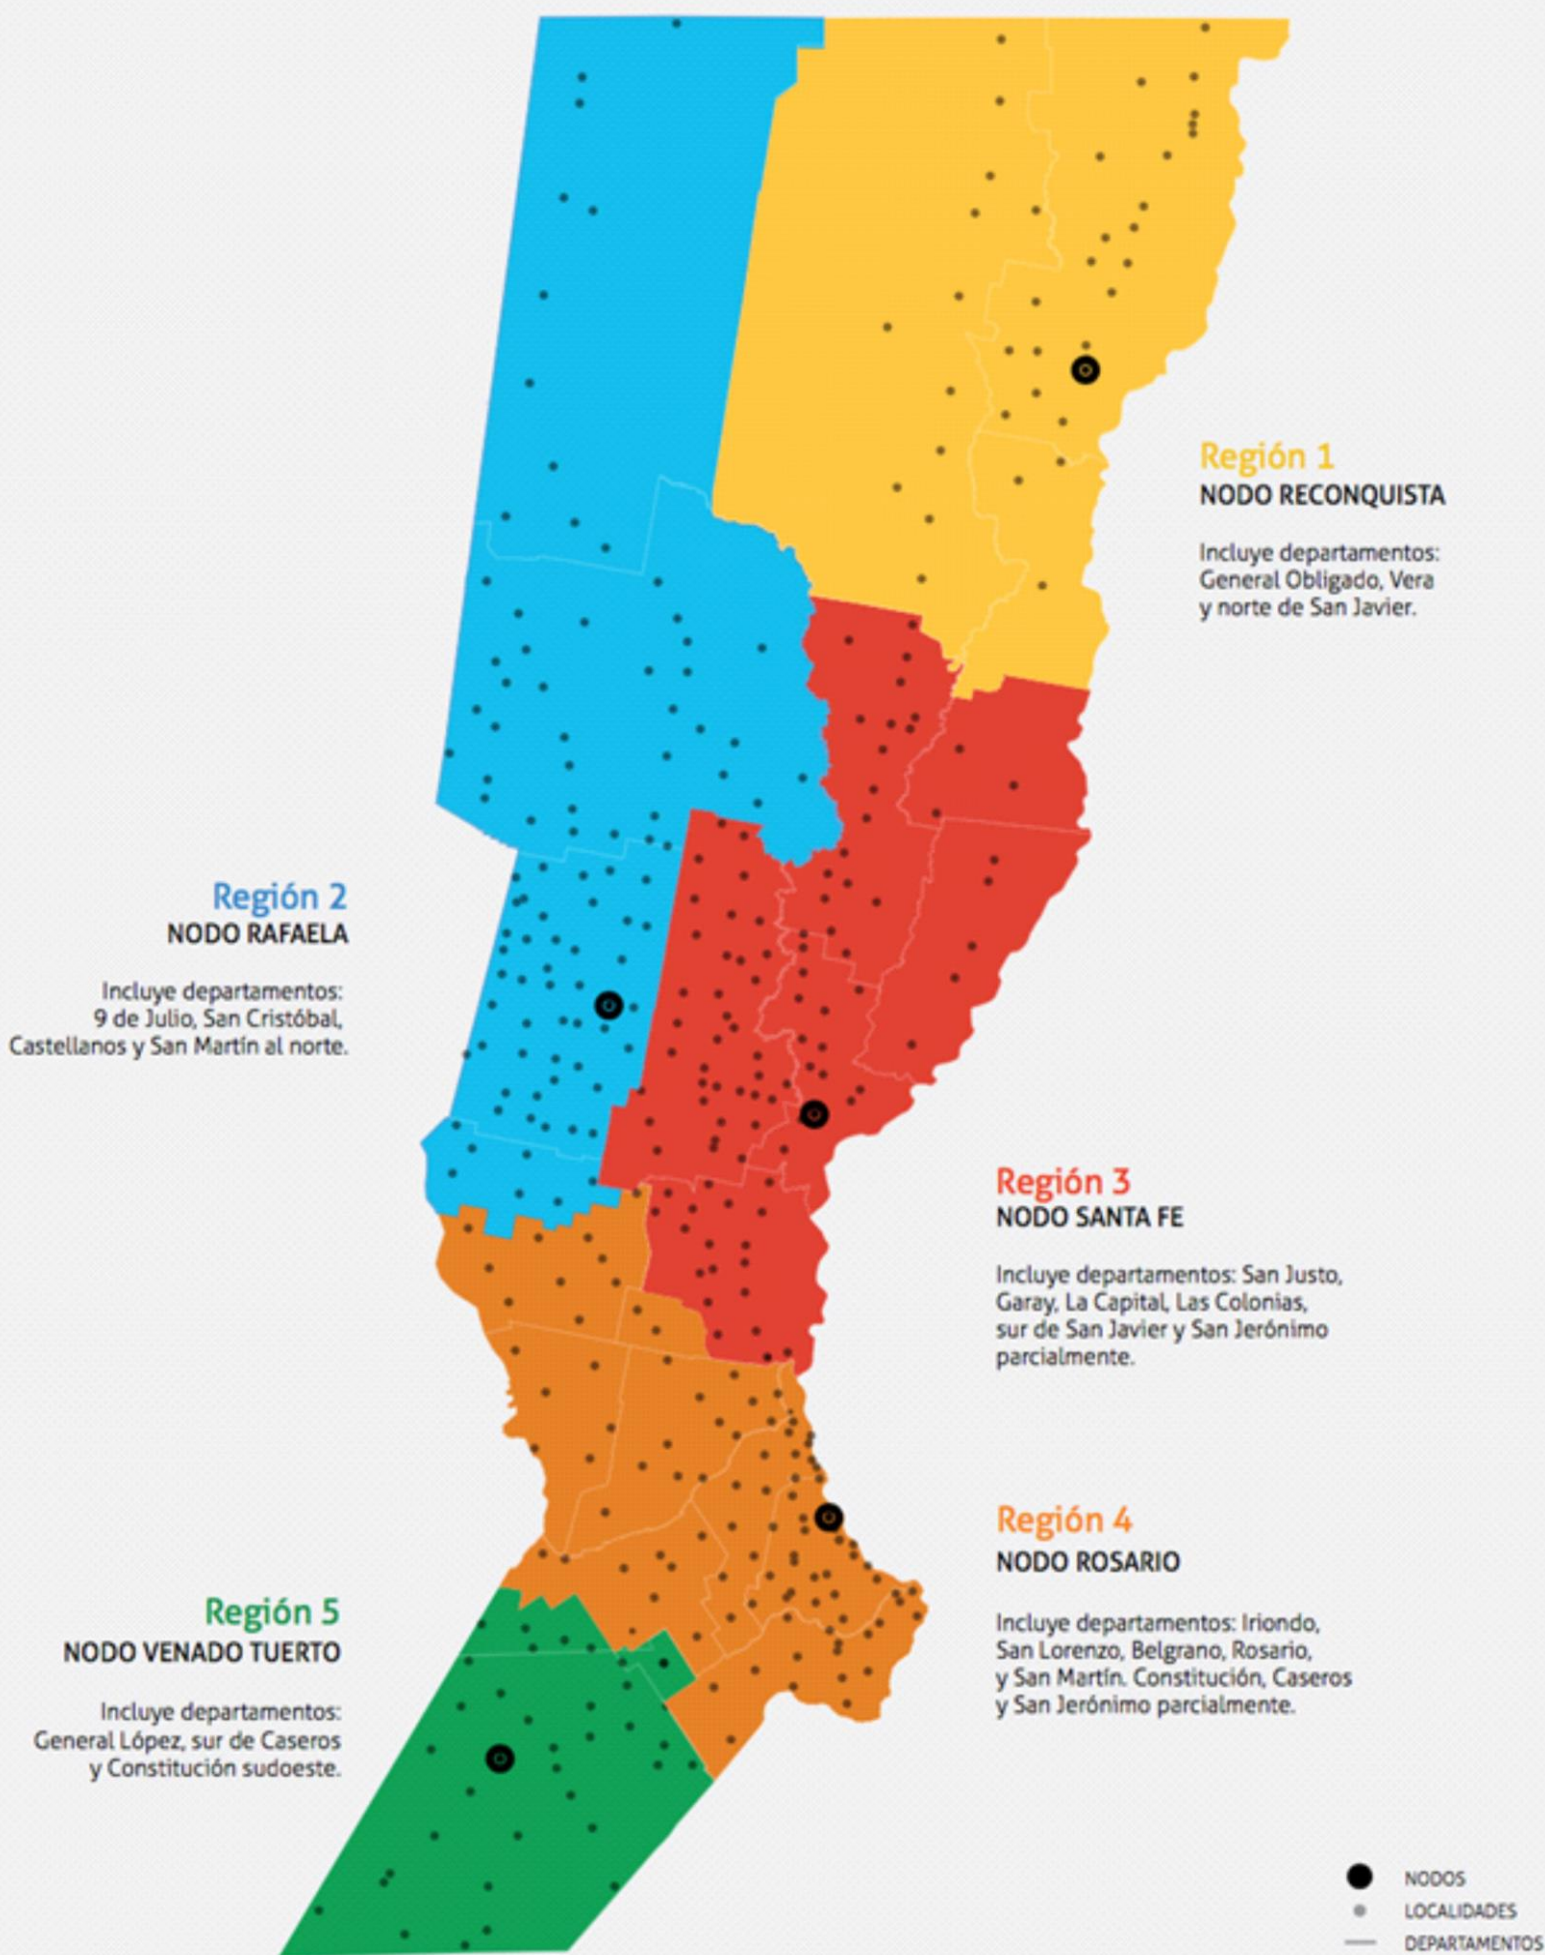 Región 1
NODO RECONQUISTA
Incluye departamentos:
General Obligado, Vera
y norte de San Javier.
Región 2
NODO RAFAELA
Incluye departamentos:
9 de Julio, San Cristóbal,
Castellanos y San Martín al norte.
Región 3
NODO SANTA FE
Incluye departamentos: San Justo,
Garay, La Capital, Las Colonias,
sur de San Javier y San Jerónimo
parcialmente.
Región 4
NODO ROSARIO
Incluye departamentos: Iriondo,
San Lorenzo, Belgrano, Rosario,
y San Martín. Constitución, Caseros
y San Jerónimo parcialmente.
Región 5
NODO VENADO TUERTO
Incluye departamentos:
General López, sur de Caseros
y Constitución sudoeste.
NODOS
LOCALIDADES
DEPARTAMENTOS